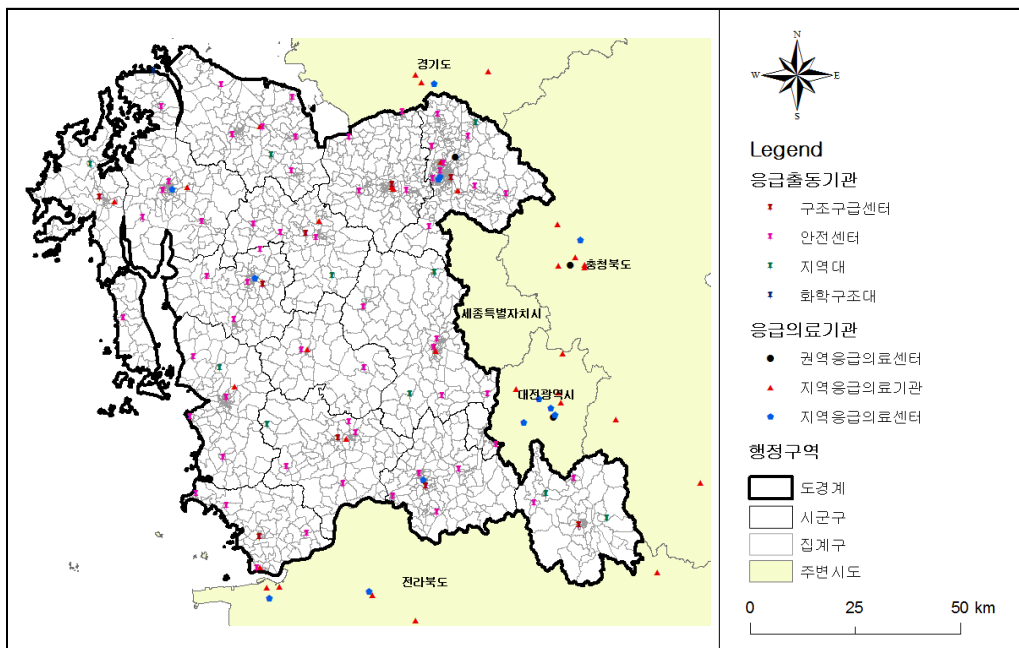 경기도
충청북도
세종특별자치시
대전광역시
전라북도
N
W E
S
Legend
응급출동기관
구조구급센터
안전센터
지역대
화학구조대
응급의료기관
권역응급의료센터
지역응급의료기관
지역응급의료센터
행정구역
도경계
시군구
집계구
주변시도
0 25 50 km